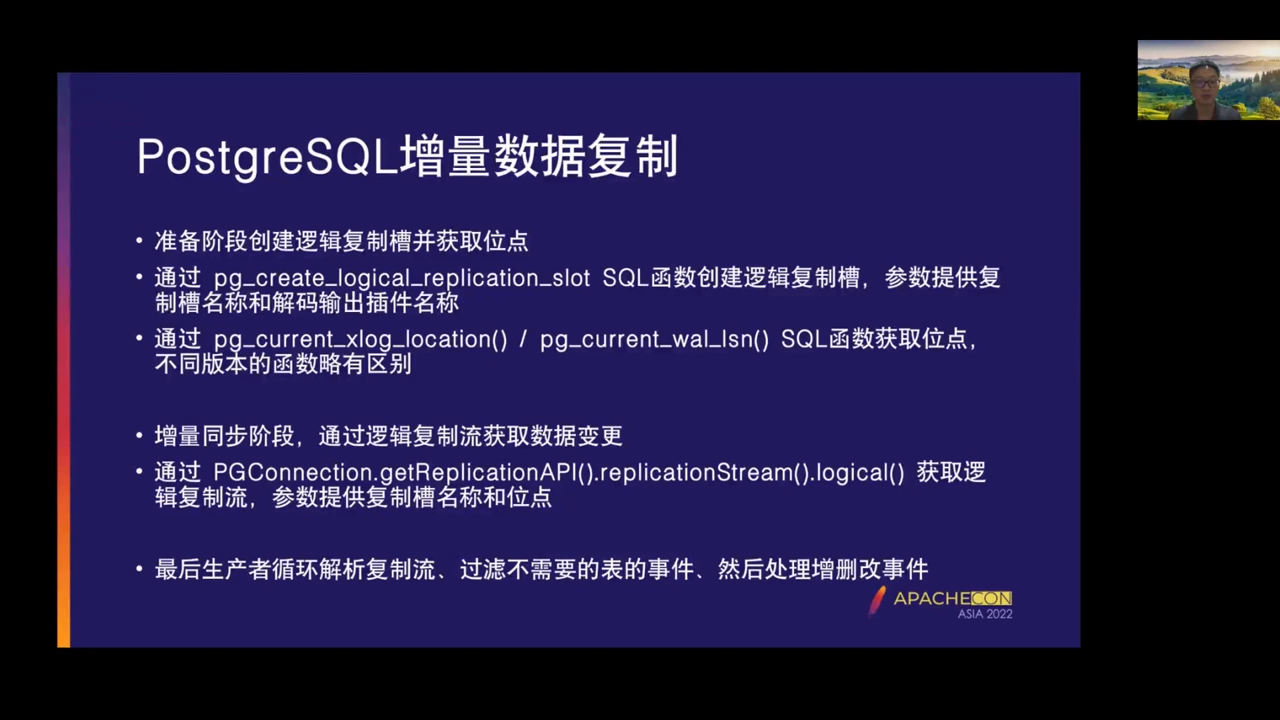 PostgreSQL增量数据复制
• 准备阶段创建逻辑复制槽并获取位点
• 通过 pg_create_logical_replication_slot SQL函数创建逻辑复制槽，参数提供复
制槽名称和解码输出插件名称
• 通过 pg_current_xlog_location() / pg_current_wal_lsn() SQL函数获取位点，
不同版本的函数略有区别
• 增量同步阶段，通过逻辑复制流获取数据变更
• 通过 PGConnection.getReplicationAPI().replicationStream().logical() 获取逻
辑复制流，参数提供复制槽名称和位点
• 最后生产者循环解析复制流、过滤不需要的表的事件、然后处理增删改事件
APACHECON
ASIA 2022